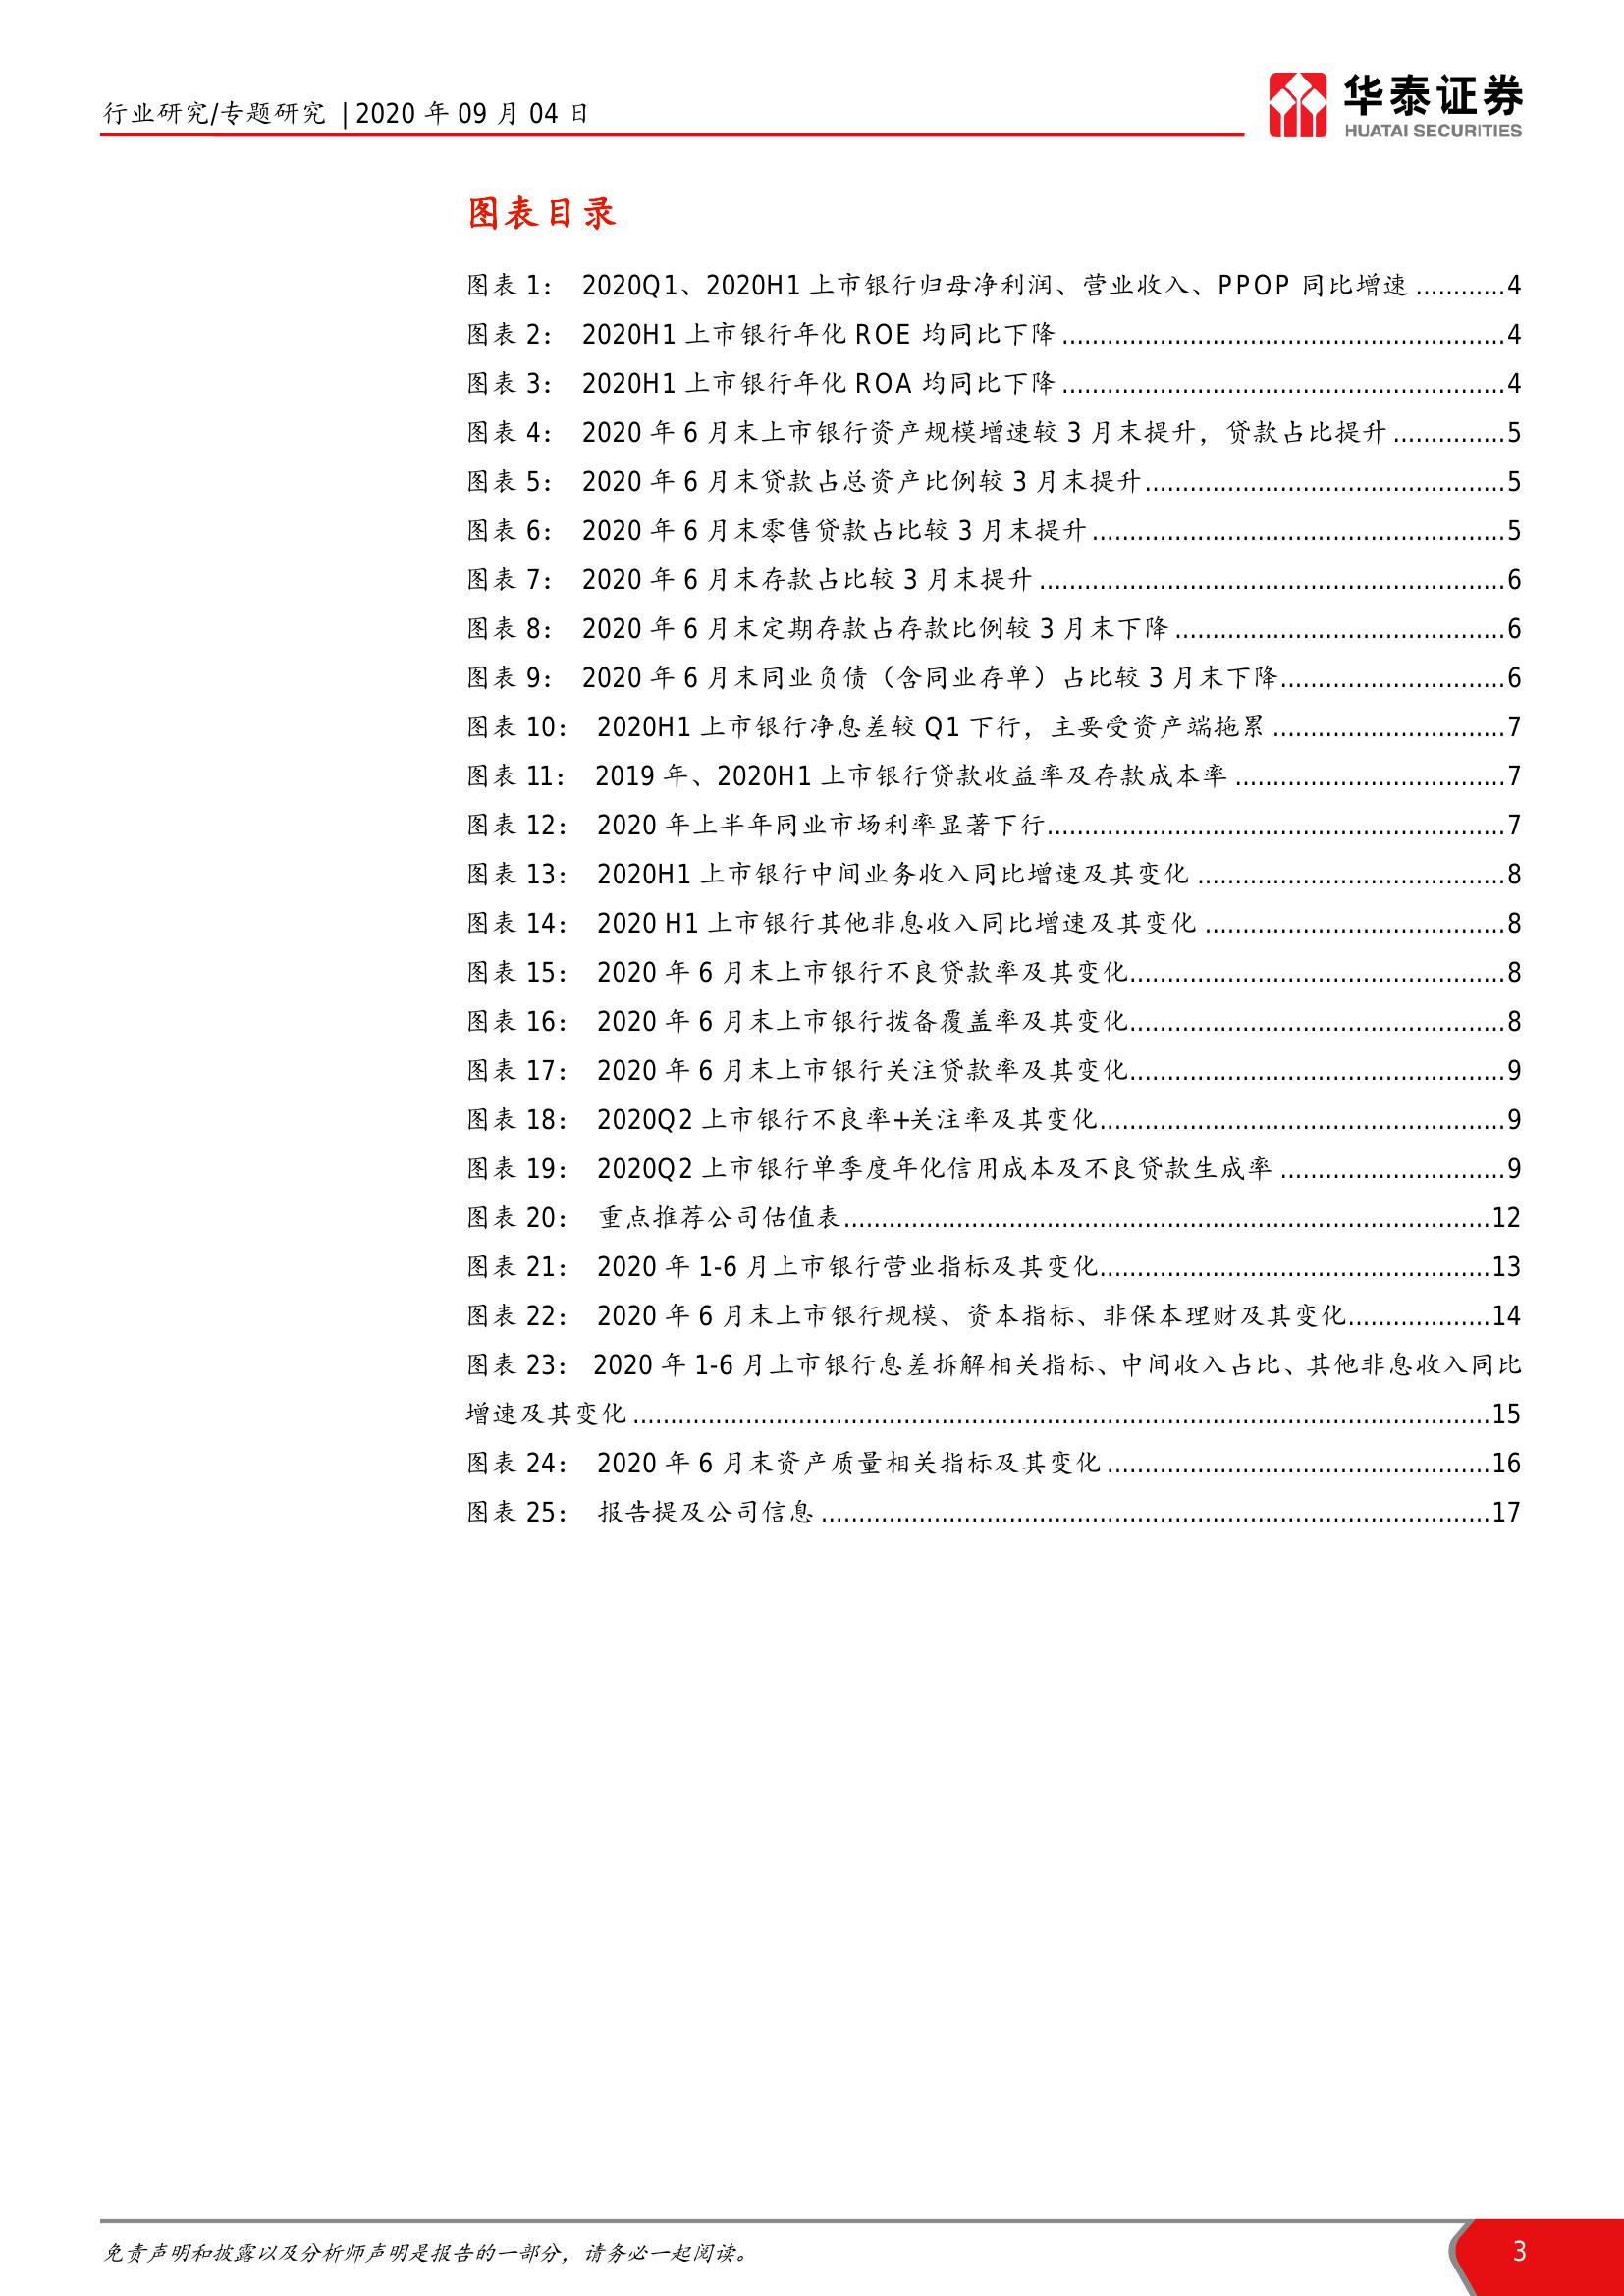 行业研究/专题研究 | 2020 年 09 月 04 日
华泰证券
HUATAI SECURITIES
图表目录
图表 1： 2020Q1、2020H1 上市银行归母净利润、营业收入、PPOP 同比增速 ............4
图表 2： 2020H1 上市银行年化 ROE 均同比下降 ...........................................................4
图表 3： 2020H1 上市银行年化 ROA 均同比下降 ...........................................................4
图表 4： 2020 年 6 月末上市银行资产规模增速较 3 月末提升，贷款占比提升 ...............5
图表 5： 2020 年 6 月末贷款占总资产比例较 3 月末提升................................................5
图表 6： 2020 年 6 月末零售贷款占比较 3 月末提升 .......................................................5
图表 7： 2020 年 6 月末存款占比较 3 月末提升 ..............................................................6
图表 8： 2020 年 6 月末定期存款占存款比例较 3 月末下降 ............................................6
图表 9： 2020 年 6 月末同业负债（含同业存单）占比较 3 月末下降..............................6
图表 10： 2020H1 上市银行净息差较 Q1 下行，主要受资产端拖累 ...............................7
图表 11： 2019 年、2020H1 上市银行贷款收益率及存款成本率 ....................................7
图表 12： 2020 年上半年同业市场利率显著下行.............................................................7
图表 13： 2020H1 上市银行中间业务收入同比增速及其变化 .........................................8
图表 14： 2020 H1 上市银行其他非息收入同比增速及其变化 ........................................8
图表 15： 2020 年 6 月末上市银行不良贷款率及其变化..................................................8
图表 16： 2020 年 6 月末上市银行拨备覆盖率及其变化..................................................8
图表 17： 2020 年 6 月末上市银行关注贷款率及其变化..................................................9
图表 18： 2020Q2 上市银行不良率+关注率及其变化......................................................9
图表 19： 2020Q2 上市银行单季度年化信用成本及不良贷款生成率 ..............................9
图表 20： 重点推荐公司估值表......................................................................................12
图表 21： 2020 年 1-6 月上市银行营业指标及其变化....................................................13
图表 22： 2020 年 6 月末上市银行规模、资本指标、非保本理财及其变化...................14
图表 23： 2020 年 1-6 月上市银行息差拆解相关指标、中间收入占比、其他非息收入同比
增速及其变化 ..................................................................................................................15
图表 24： 2020 年 6 月末资产质量相关指标及其变化 ...................................................16
图表 25： 报告提及公司信息 .........................................................................................17
免责声明和披露以及分析师声明是报告的一部分，请务必一起阅读。
3